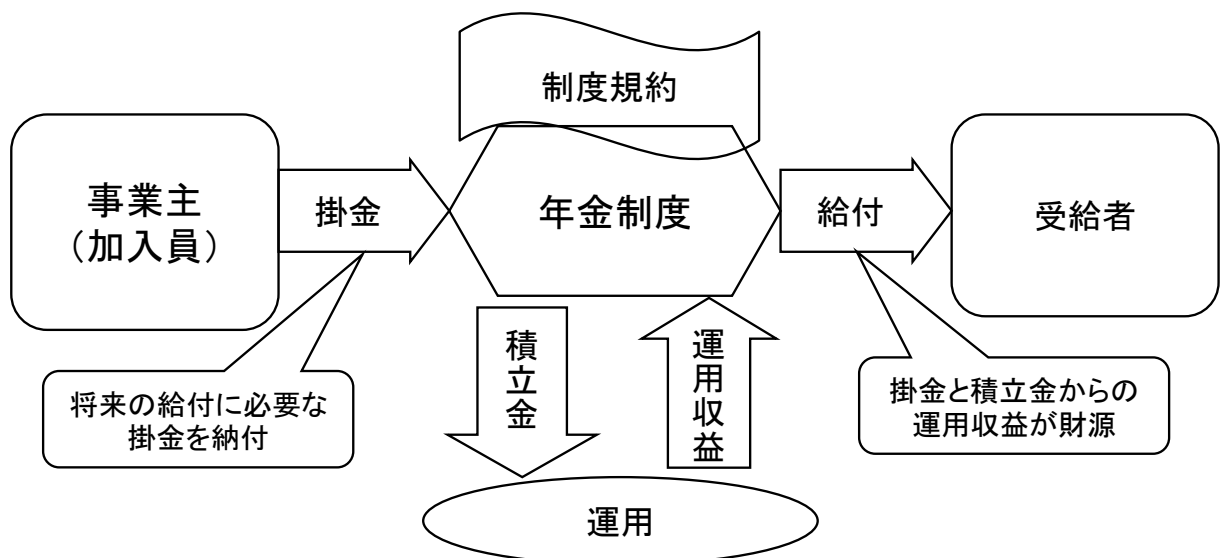 制度規約
事業主
（加入員）
掛金
年金制度
給付
受給者
積立金
運用収益
将来の給付に必要な
掛金を納付
掛金と積立金からの
運用収益が財源
運用